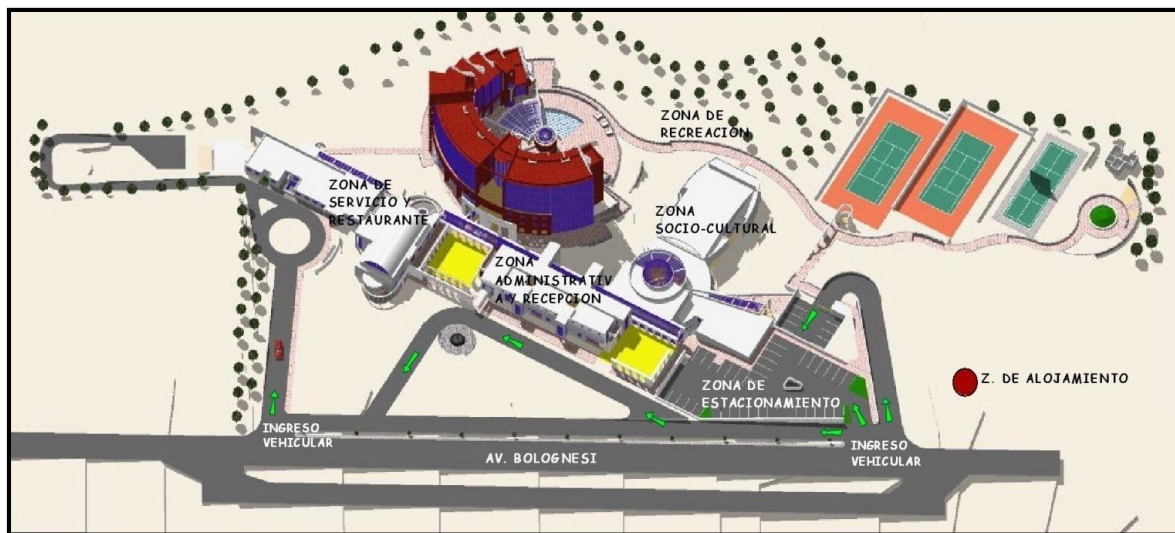 ZONA DE
RECREACIÓN
ZONA DE
SERVICIO Y
RESTAURANTE
ZONA
SOCIO-CULTURAL
ZONA
ADMINISTRATIV
A Y RECEPCION
Z. DE ALOJAMIENTO
ZONA DE
ESTACIONAMIENTO
INGRESO
VEHICULAR
INGRESO
VEHICULAR
AV. BOLOGNESI